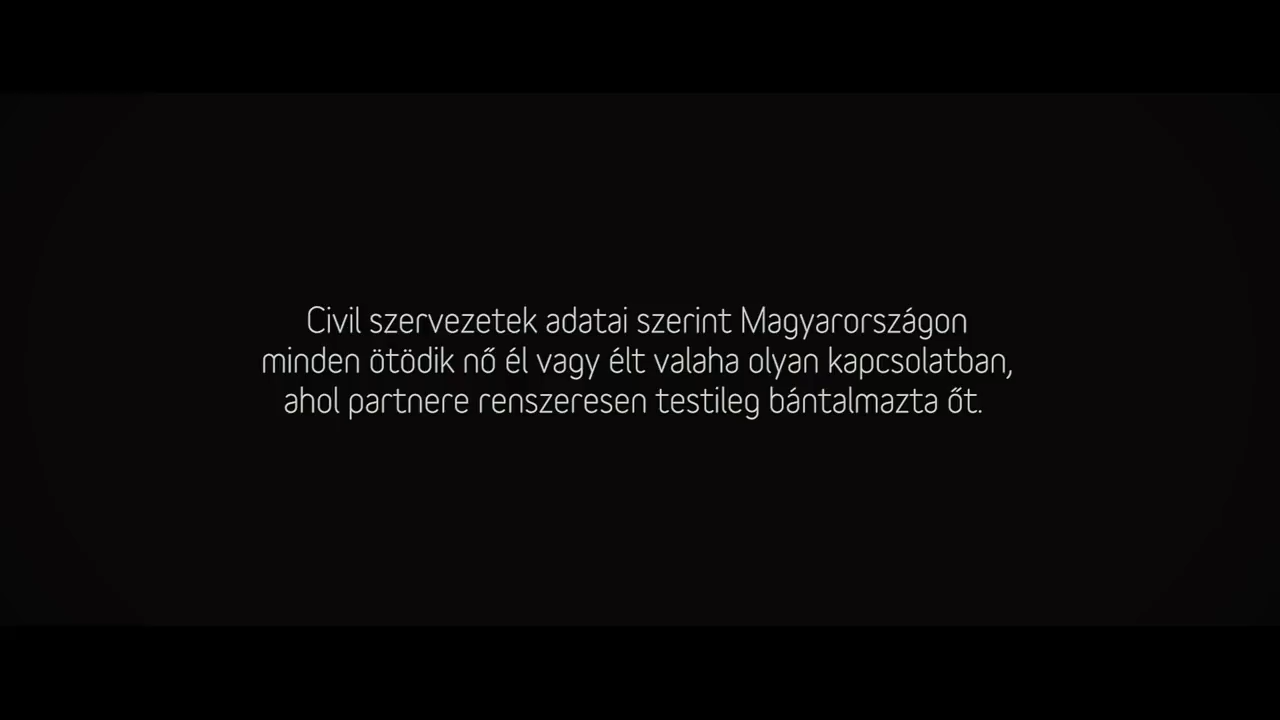 Civil szervezetek adatai szerint Magyarországon
minden ötödik nő él vagy élt valaha olyan kapcsolatban,
ahol partnere renszeresen testileg bántalmazta őt.